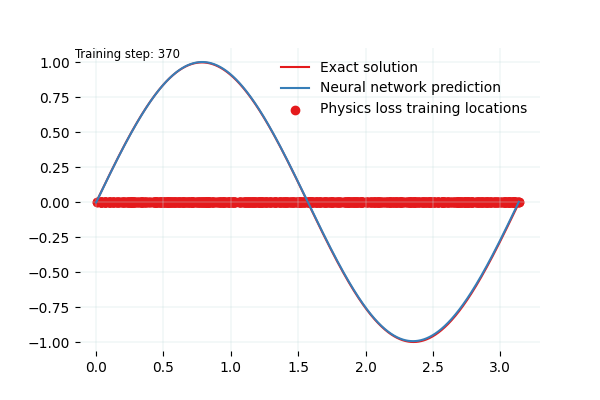 Training step: 370
Exact solution
Neural network prediction
Physics loss training locations
1.00
0.75
0.50
0.25
0.00
−0.25
−0.50
−0.75
−1.00
0.0 0.5 1.0 1.5 2.0 2.5 3.0